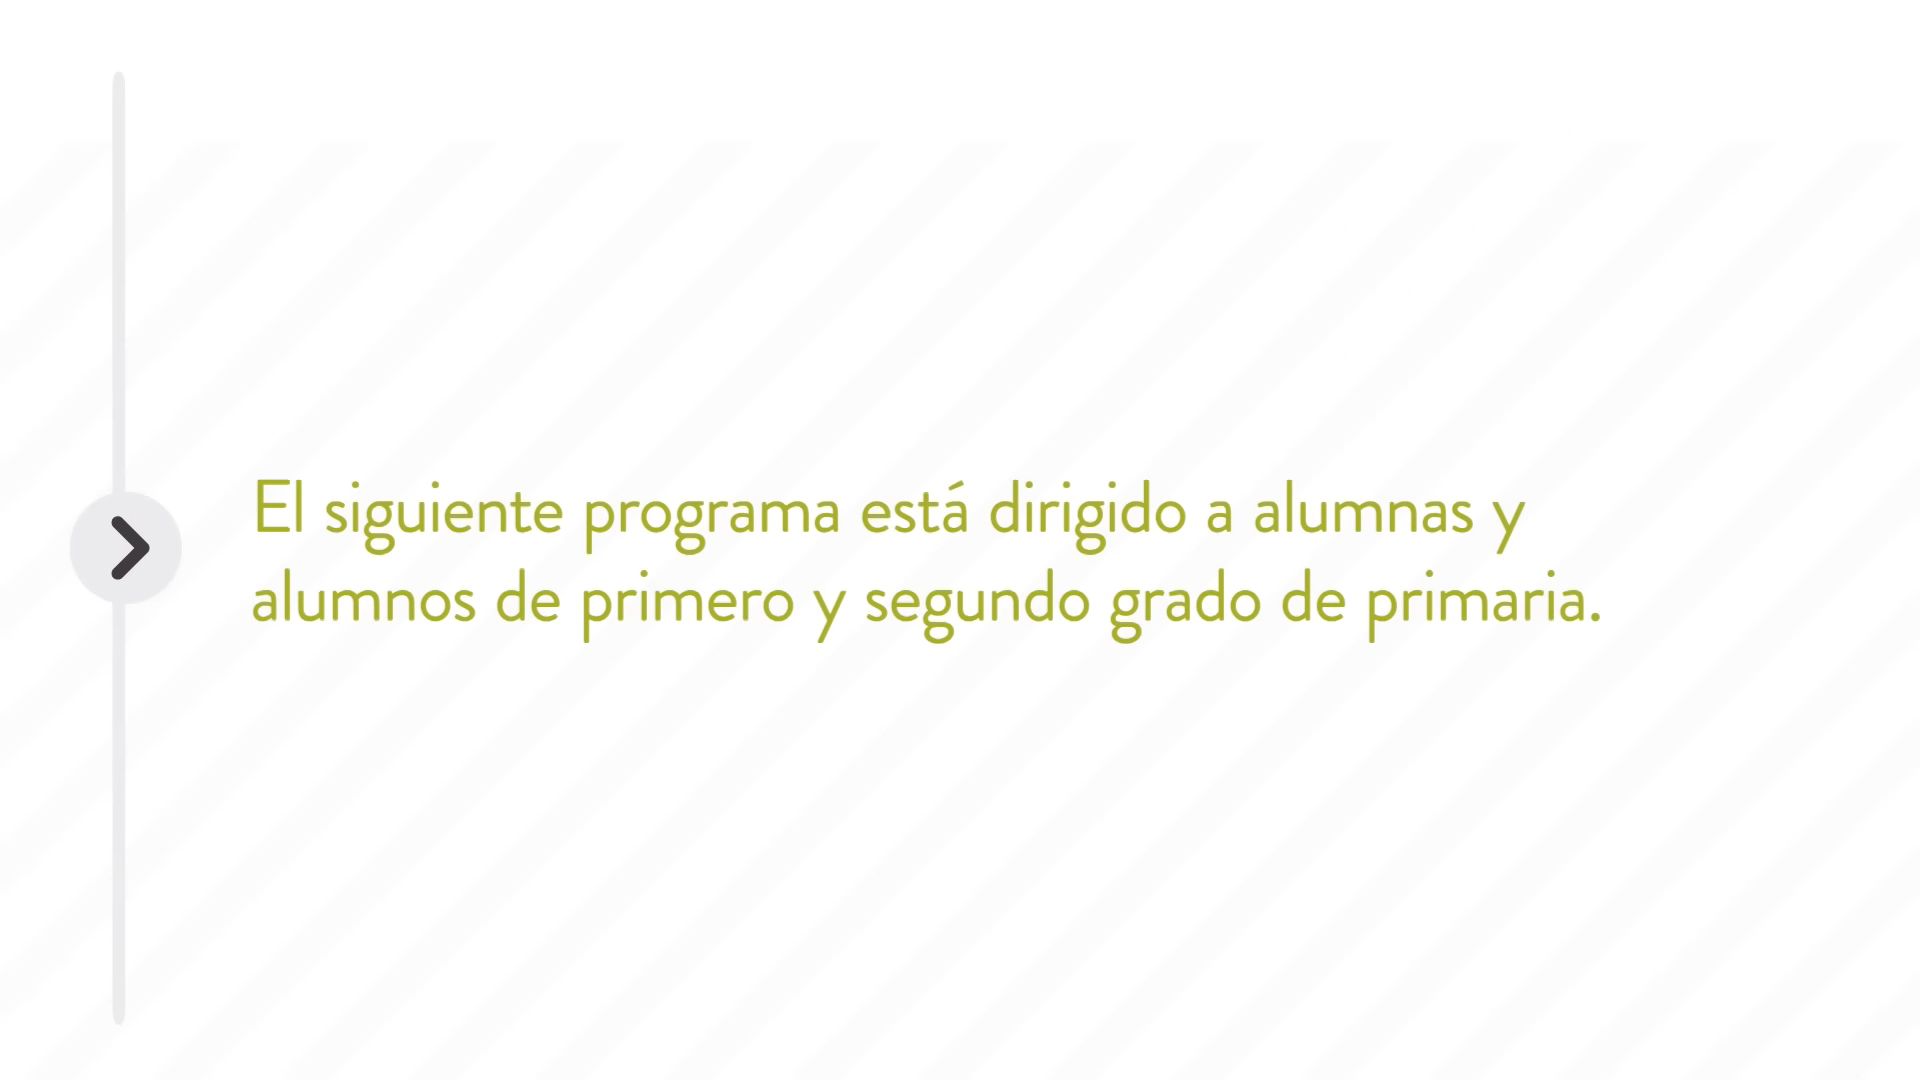 El siguiente programa está dirigido a alumnas y
alumnos de primero y segundo grado de primaria.